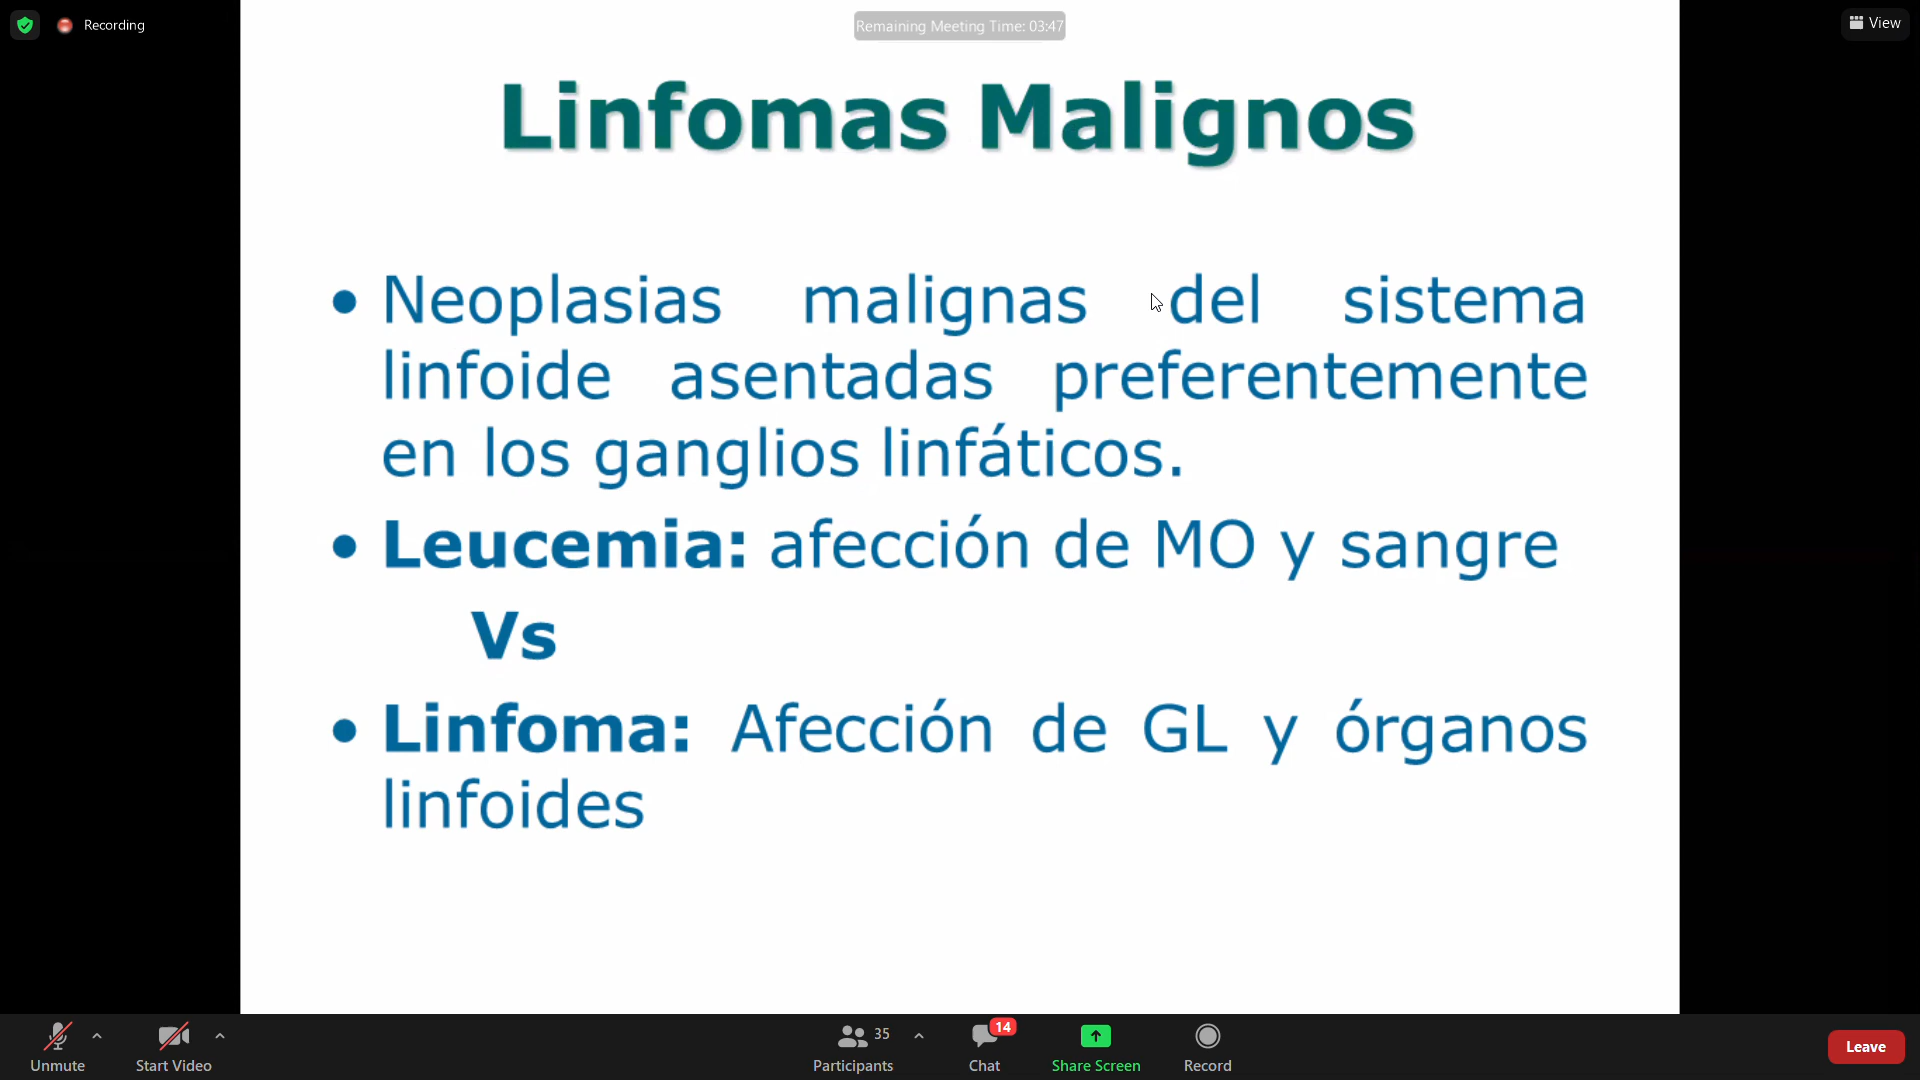 Recording
Remaining Meeting Time: 03:47
View
Linfomas Malignos
• Neoplasias malignas del sistema
linfoide asentadas preferentemente
en los ganglios linfáticos.
• Leucemia: afección de MO y sangre
Vs
• Linfoma: Afección de GL y órganos
linfoides
Unmute
Start Video
35
Participants
14
Chat
Share Screen
Record
Leave